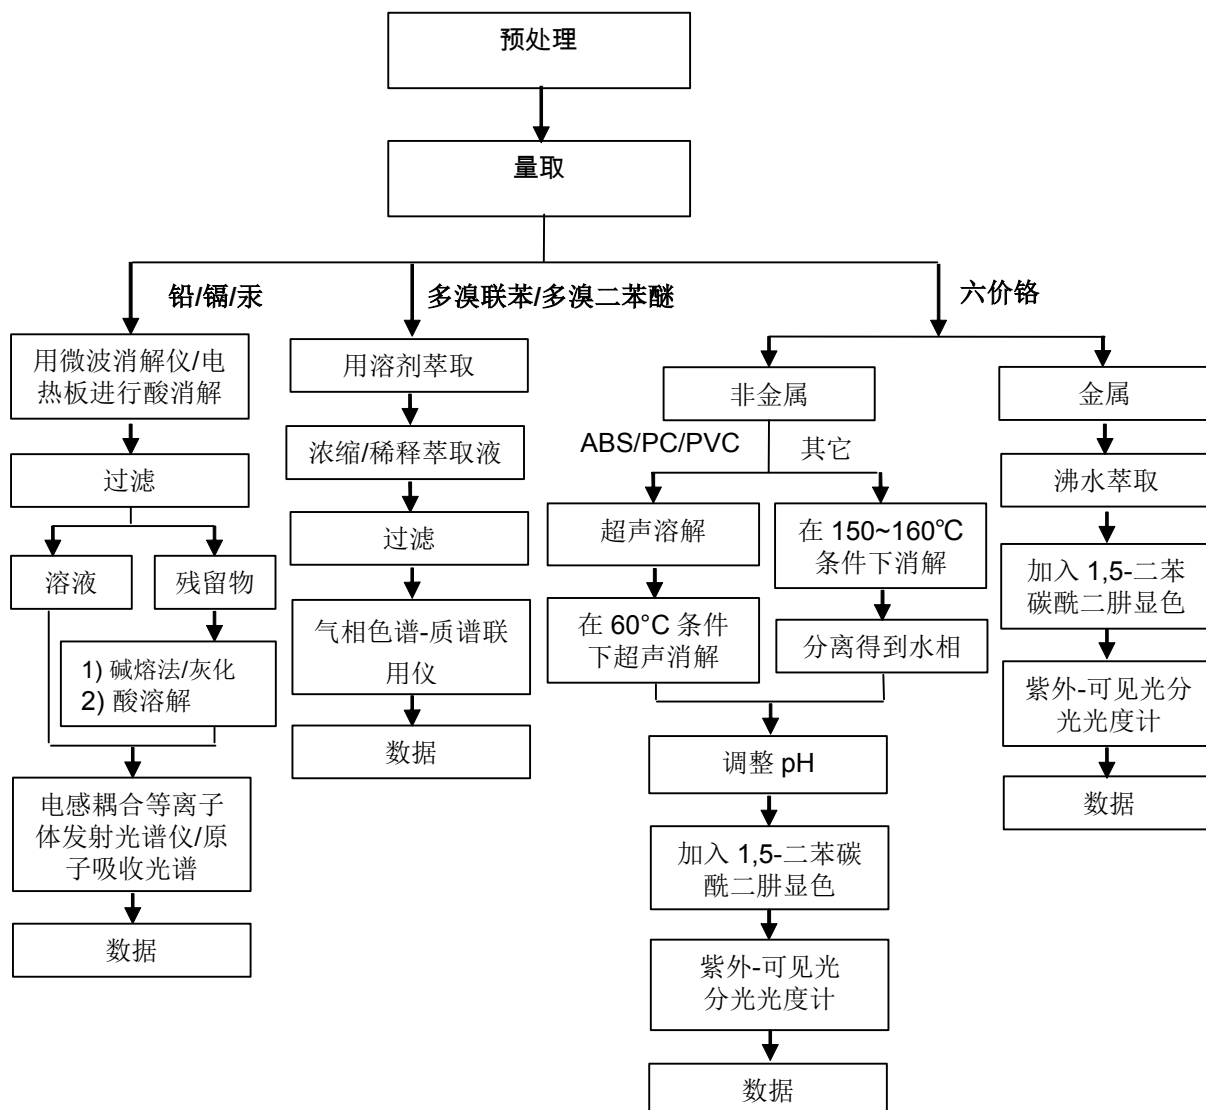 预处理
量取
铅/镉/汞
多溴联苯/多溴二苯醚
六价铬
用微波消解仪/电
热板进行酸消解
过滤
溶液
残留物
1) 碱熔法/灰化
2) 酸溶解
电感耦合等离子
体发射光谱仪/原
子吸收光谱
数据
用溶剂萃取
浓缩/稀释萃取液
过滤
气相色谱-质谱联
用仪
数据
非金属
ABS/PC/PVC
其它
超声溶解
在 60°C 条件
下超声消解
在 150~160℃
条件下消解
分离得到水相
调整 pH
加入 1,5-二苯碳
酰二肼显色
紫外-可见光
分光光度计
数据
金属
沸水萃取
加入 1,5-二苯
碳酰二肼显色
紫外-可见光分
光光度计
数据